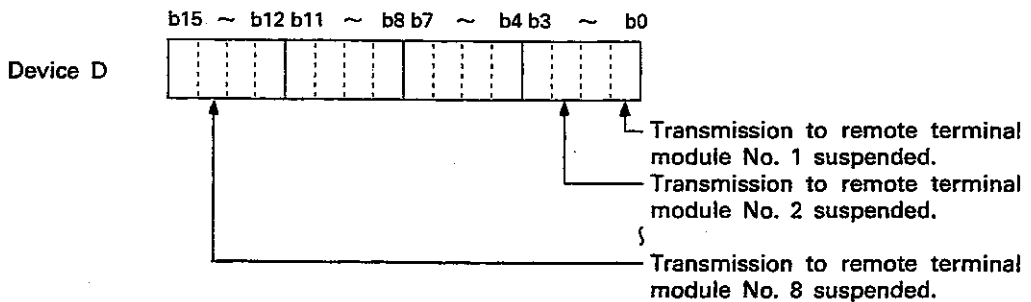 b15 ~ b12 b11 ~ b8 b7 ~ b4 b3 ~ b0
Device D
Transmission to remote terminal
module No. 1 suspended.
Transmission to remote terminal
module No. 2 suspended.
∫
Transmission to remote terminal
module No. 8 suspended.